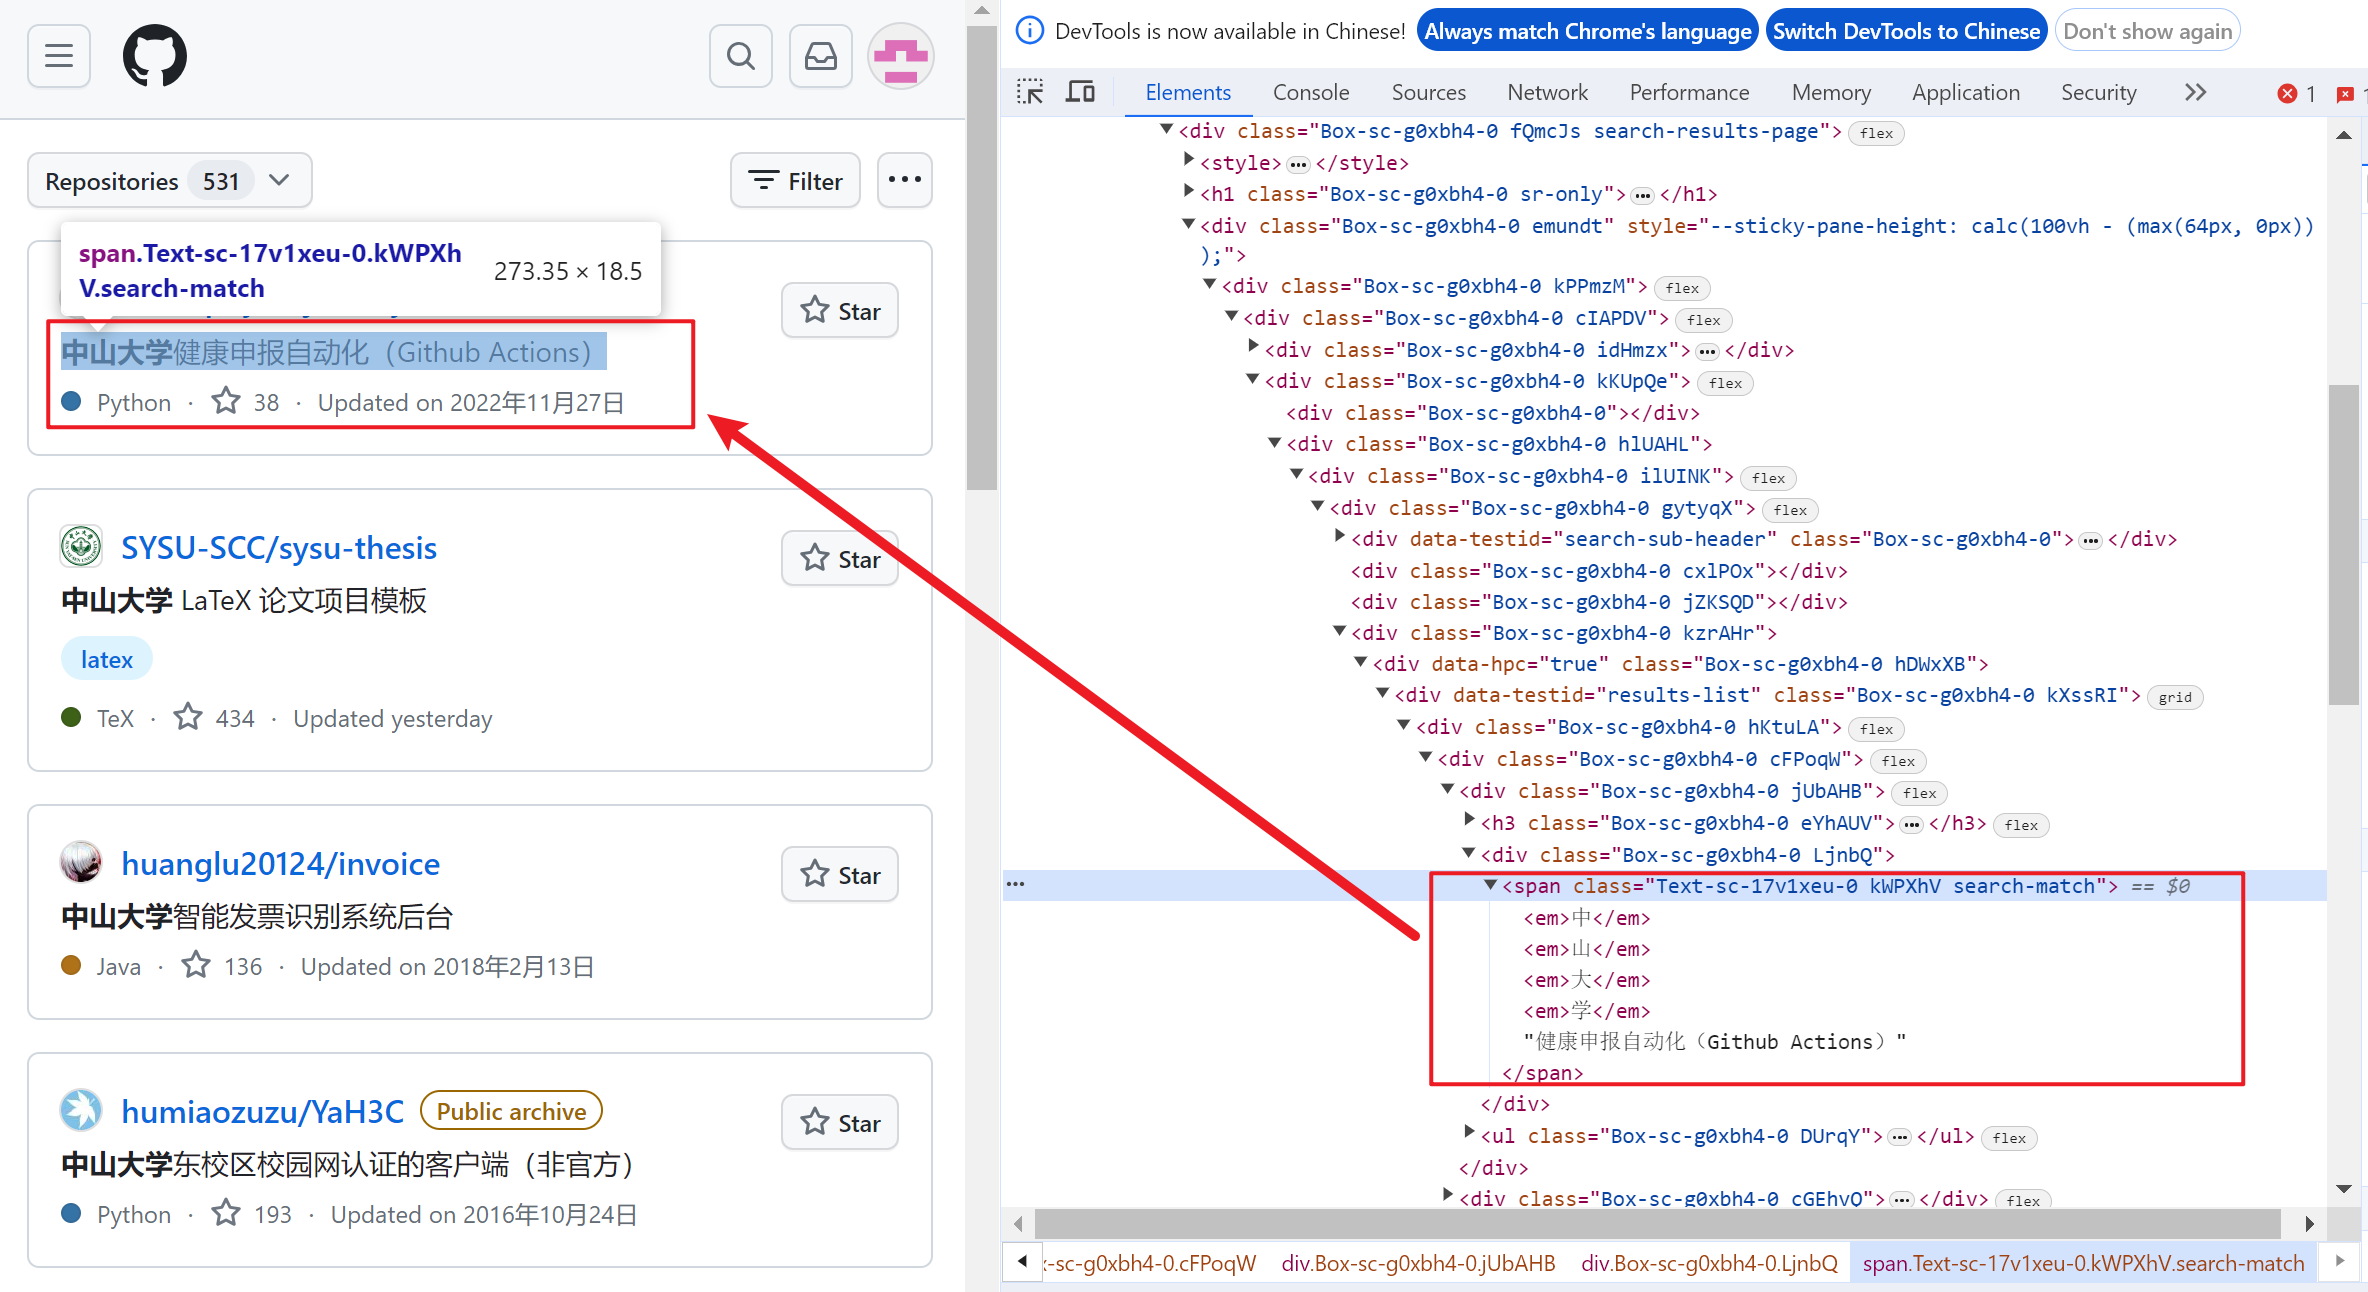 Repositories 531
Filter
span.Text-sc-17v1xeu-0.kWPXh
V.search-match
273.35 × 18.5
Star
中山大学健康申报自动化（Github Actions）
Python · 38 · Updated on 2022年11月27日
SYSU-SCC/sysu-thesis
Star
中山大学 LaTeX 论文项目模板
latex
TeX · 434 · Updated yesterday
huanglu20124/invoice
Star
中山大学智能发票识别系统后台
Java · 136 · Updated on 2018年2月13日
humiaozuzu/YaH3C Public archive
Star
中山大学东校区校园网认证的客户端（非官方）
Python · 193 · Updated on 2016年10月24日
DevTools is now available in Chinese! Always match Chrome's language Switch DevTools to Chinese Don't show again
Elements Console Sources Network Performance Memory Application Security 1
<div class="Box-sc-g0xbh4-0 fQmcJs search-results-page"> flex
<style> … </style>
<h1 class="Box-sc-g0xbh4-0 sr-only"> … </h1>
<div class="Box-sc-g0xbh4-0 emundt" style="--sticky-pane-height: calc(100vh - (max(64px, 0px))
);">
<div class="Box-sc-g0xbh4-0 kPPmzM"> flex
<div class="Box-sc-g0xbh4-0 cIAPDV"> flex
<div class="Box-sc-g0xbh4-0 idHmzx"> … </div>
<div class="Box-sc-g0xbh4-0 kKUpQe"> flex
<div class="Box-sc-g0xbh4-0"></div>
<div class="Box-sc-g0xbh4-0 hlUAHL">
<div class="Box-sc-g0xbh4-0 ilUINK"> flex
<div class="Box-sc-g0xbh4-0 gytyqX"> flex
<div data-testid="search-sub-header" class="Box-sc-g0xbh4-0"> … </div>
<div class="Box-sc-g0xbh4-0 cxlPOx"></div>
<div class="Box-sc-g0xbh4-0 jZKSQD"></div>
<div class="Box-sc-g0xbh4-0 kzrAHr">
<div data-hpc="true" class="Box-sc-g0xbh4-0 hDWxXB">
<div data-testid="results-list" class="Box-sc-g0xbh4-0 kXssRI"> grid
<div class="Box-sc-g0xbh4-0 hKtuLA"> flex
<div class="Box-sc-g0xbh4-0 cFPoqW"> flex
<div class="Box-sc-g0xbh4-0 jUbAHB"> flex
<h3 class="Box-sc-g0xbh4-0 eYhAUV"> … </h3> flex
<div class="Box-sc-g0xbh4-0 LjnbQ">
<span class="Text-sc-17v1xeu-0 kWPXhV search-match"> == $0
<em>中</em>
<em>山</em>
<em>大</em>
<em>学</em>
"健康申报自动化（Github Actions）"
</span>
</div>
<ul class="Box-sc-g0xbh4-0 DUrqY"> … </ul> flex
</div>
<div class="Box-sc-g0xbh4-0 cGEhvQ"> … </div> flex
-sc-g0xbh4-0.cFPoqW div.Box-sc-g0xbh4-0.jUbAHB div.Box-sc-g0xbh4-0.LjnbQ span.Text-sc-17v1xeu-0.kWPXhV.search-match